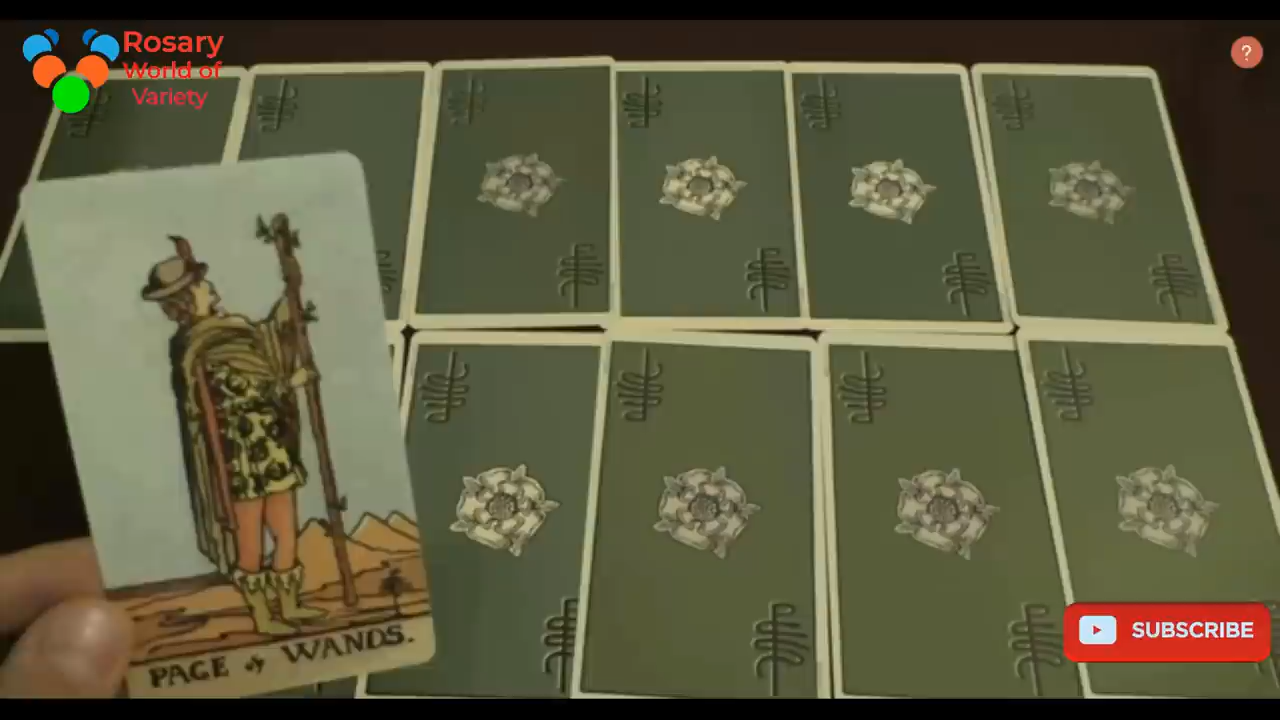 Rosary
World of
Variety
?
PAGE of WANDS.
SUBSCRIBE